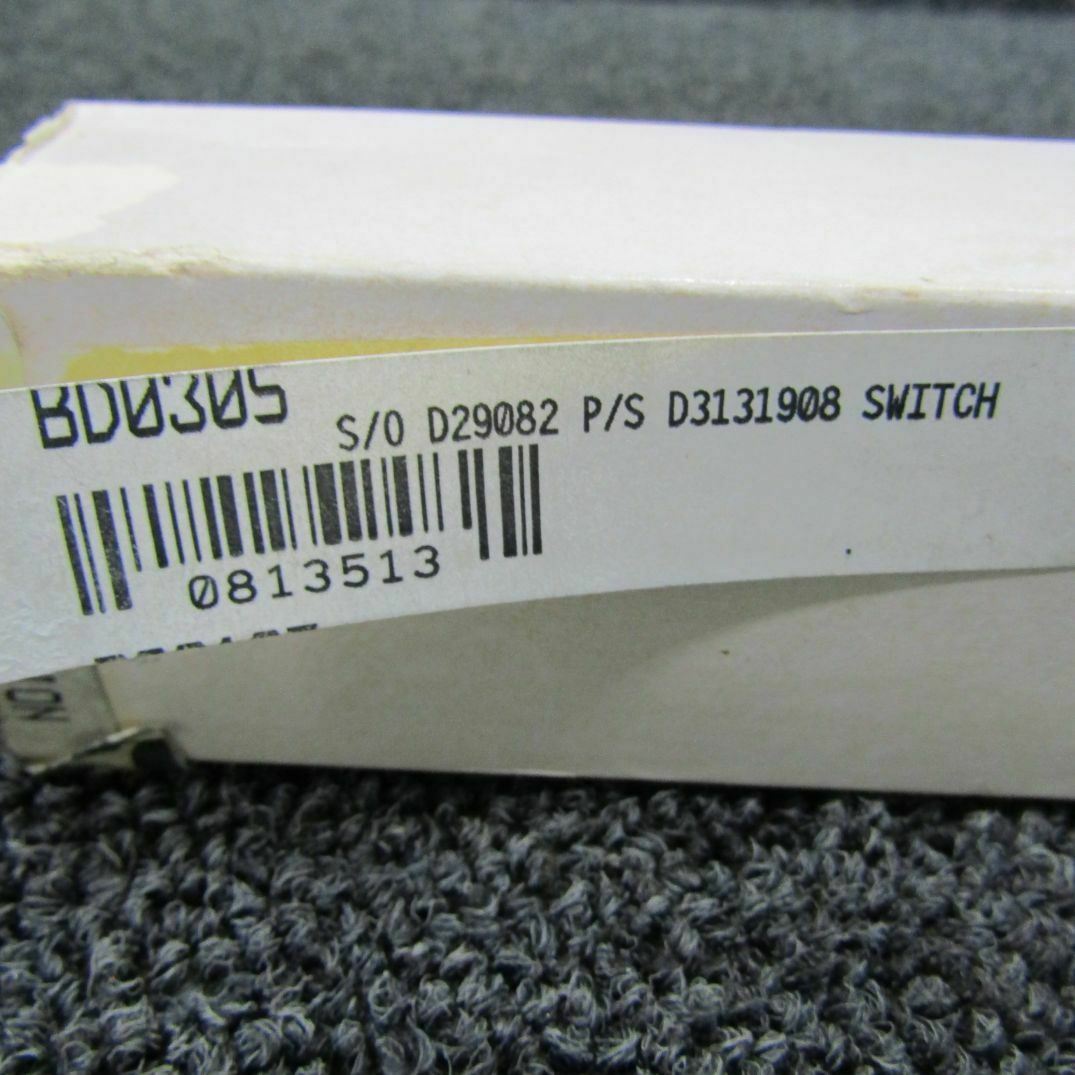 BD0305
S/O D29082 P/S D3131908 SWITCH
0813513